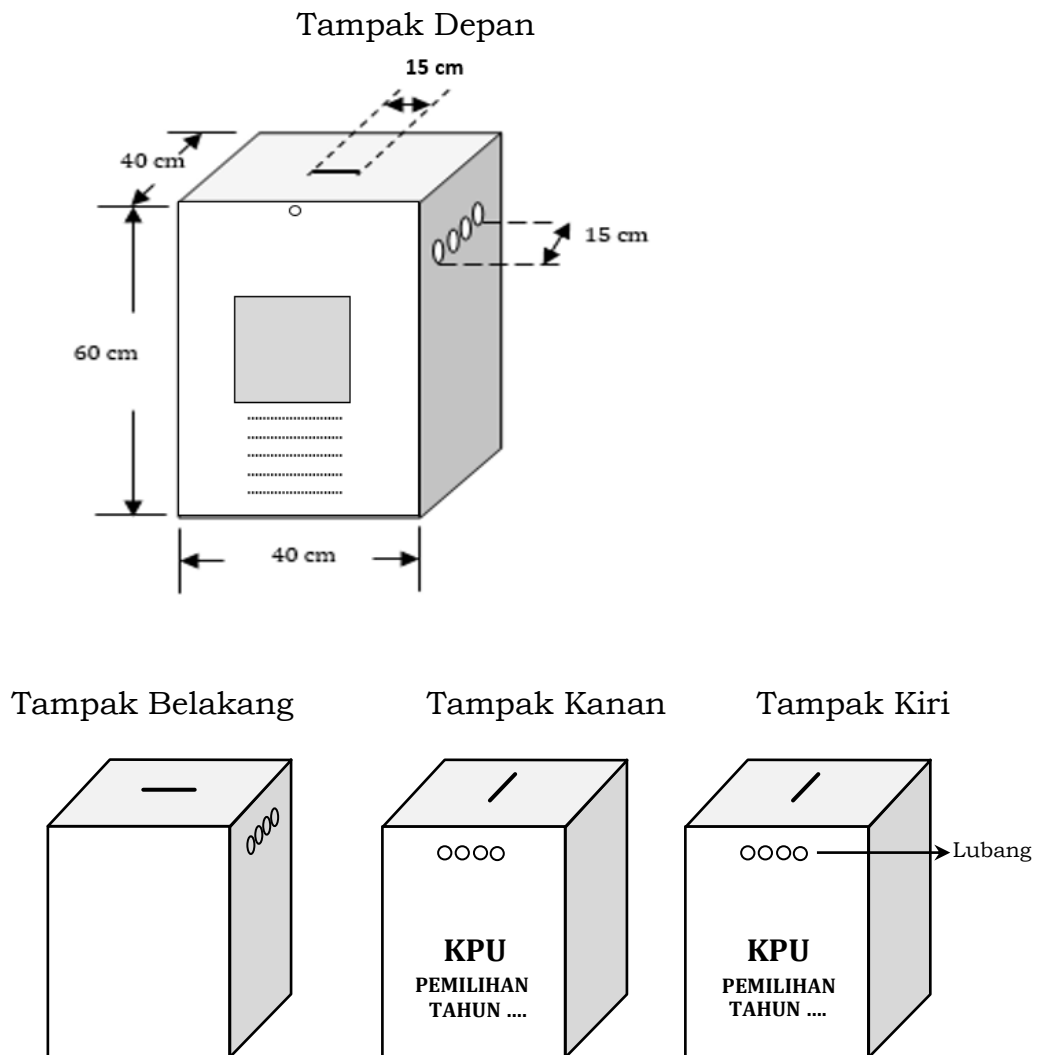 Tampak Depan
15 cm
40 cm
15 cm
60 cm
40 cm
Tampak Belakang
Tampak Kanan
Tampak Kiri
Lubang
KPU
PEMILIHAN
TAHUN ....
KPU
PEMILIHAN
TAHUN ....